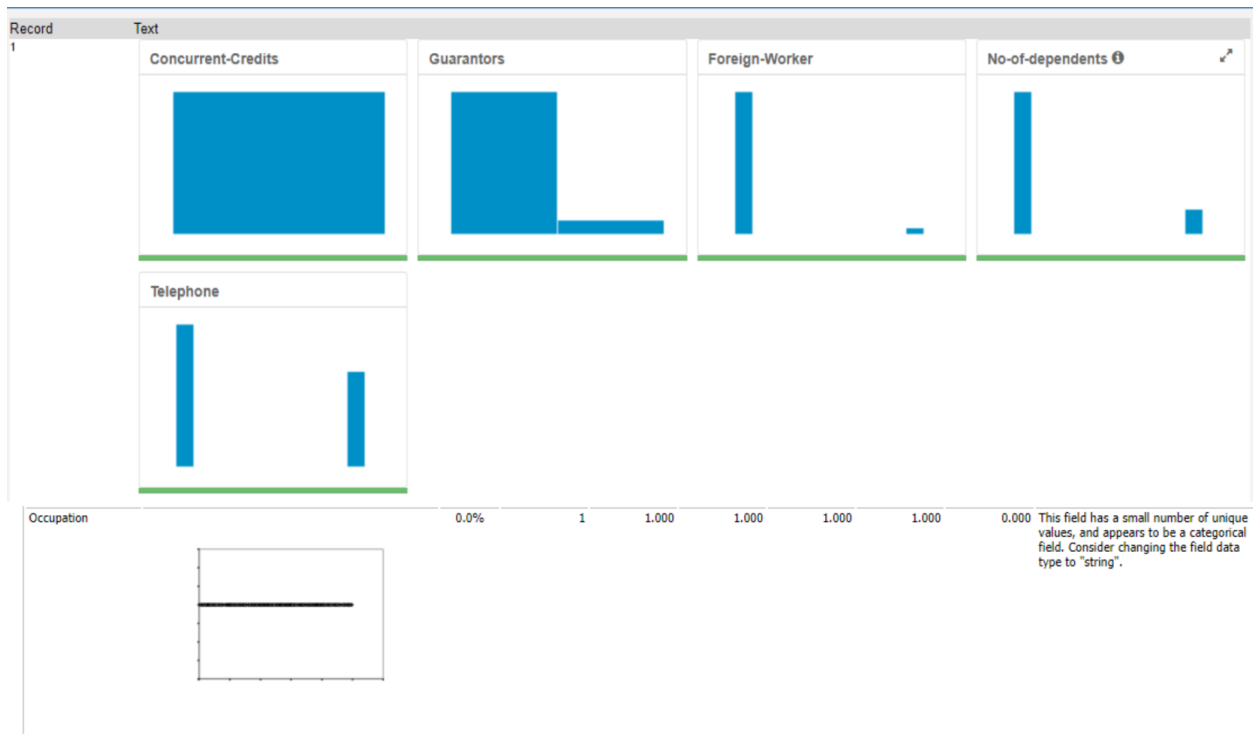 Record Text
1
Concurrent-Credits
Guarantors
Foreign-Worker
No-of-dependents
Telephone
Occupation 0.0% 1 1.000 1.000 1.000 1.000 0.000 This field has a small number of unique
values, and appears to be a categorical
field. Consider changing the field data
type to "string".